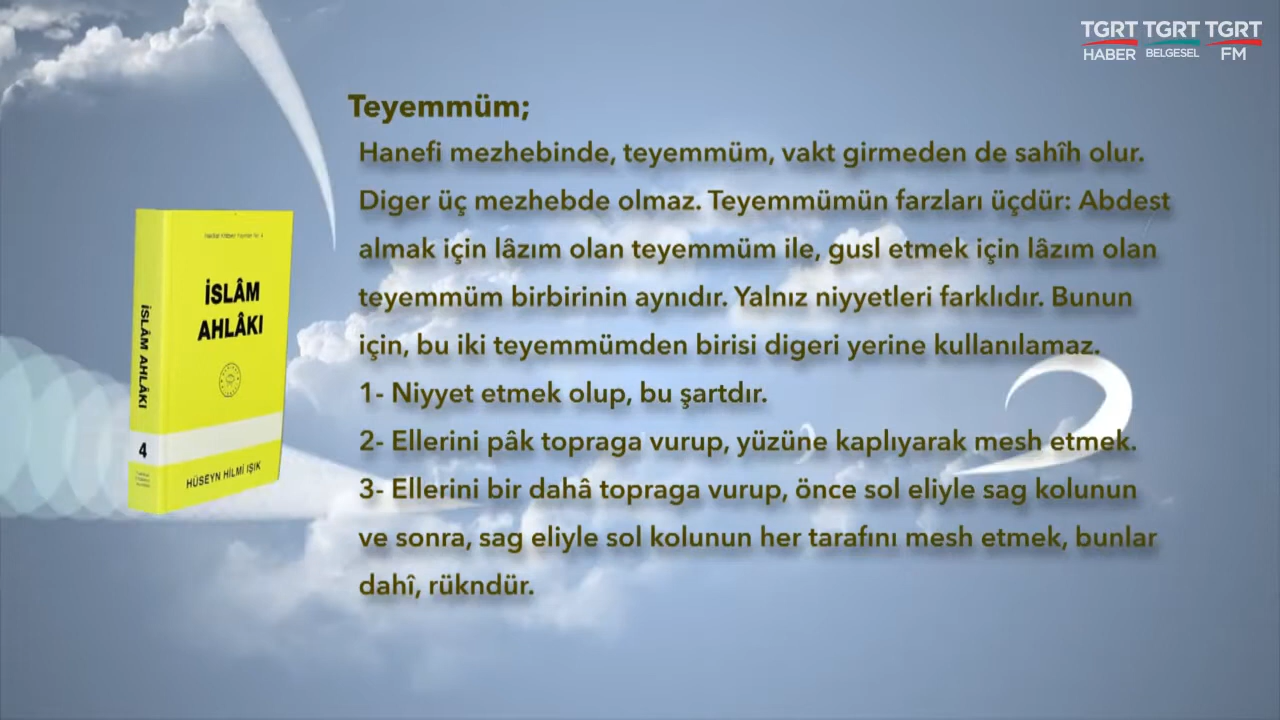 TGRT TGRT TGRT
HABER BELGESEL FM
Teyemmüm;
Hanefi mezhebinde, teyemmüm, vakt girmeden de sahîh olur.
Diger üç mezhebde olmaz. Teyemmümün farzları üçdür: Abdest
almak için lâzım olan teyemmüm ile, gusl etmek için lâzım olan
teyemmüm birbirinin aynıdır. Yalnız niyyetleri farklıdır. Bunun
için, bu iki teyemmümden birisi digeri yerine kullanılamaz.
1- Niyyet etmek olup, bu şartdır.
2- Ellerini pâk topraga vurup, yüzüne kaplıyarak mesh etmek.
3- Ellerini bir dahâ topraga vurup, önce sol eliyle sag kolunun
ve sonra, sag eliyle sol kolunun her tarafını mesh etmek, bunlar
dahî, rükndür.
İSLÂM AHLÂKI
4
İSLÂM
AHLÂKI
HÜSEYN HİLMİ IŞIK